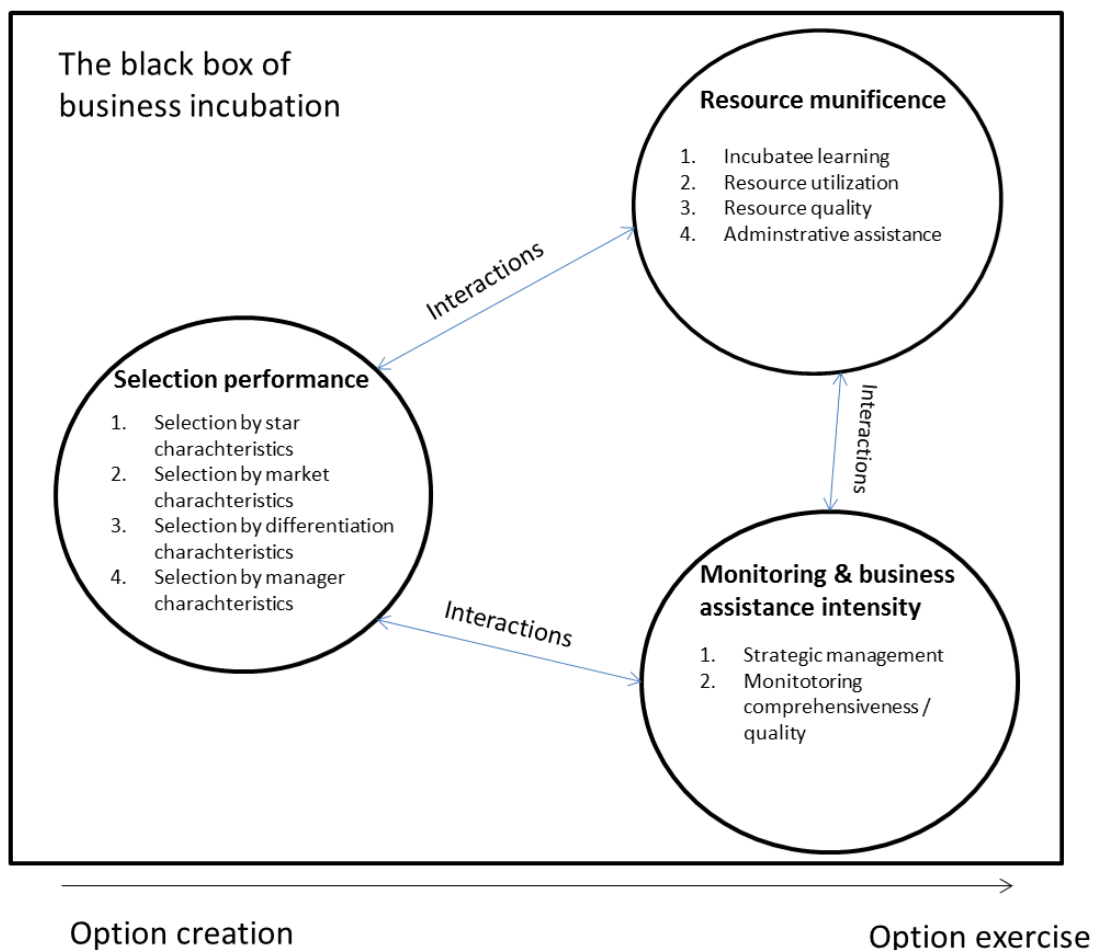 The black box of
business incubation
Resource munificence
1. Incubatee learning
2. Resource utilization
3. Resource quality
4. Adminstrative assistance
Interactions
Selection performance
1. Selection by star
charachteristics
2. Selection by market
charachteristics
3. Selection by differentiation
charachteristics
4. Selection by manager
charachteristics
Interactions
Interactions
Monitoring & business
assistance intensity
1. Strategic management
2. Monitotoring
comprehensiveness /
quality
Option creation
Option exercise